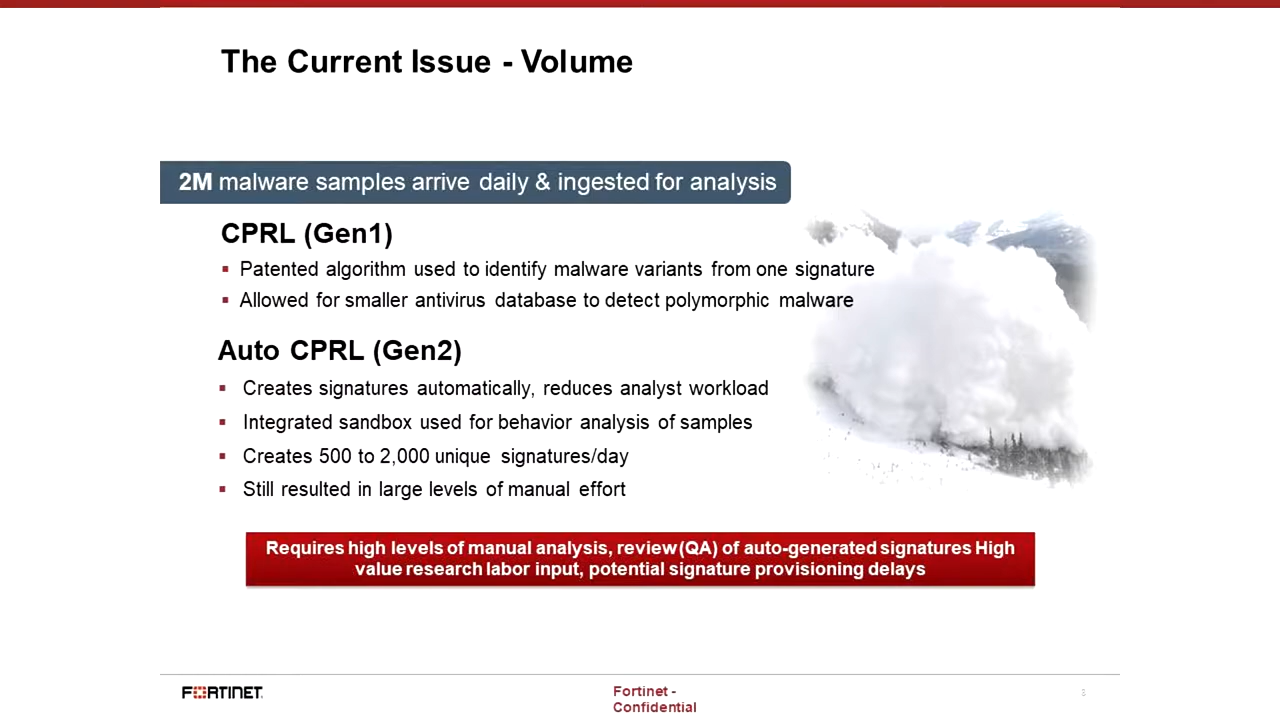 The Current Issue - Volume
2M malware samples arrive daily & ingested for analysis
CPRL (Gen1)
▪ Patented algorithm used to identify malware variants from one signature
▪ Allowed for smaller antivirus database to detect polymorphic malware
Auto CPRL (Gen2)
▪ Creates signatures automatically, reduces analyst workload
▪ Integrated sandbox used for behavior analysis of samples
▪ Creates 500 to 2,000 unique signatures/day
▪ Still resulted in large levels of manual effort
Requires high levels of manual analysis, review(QA) of auto-generated signatures High
value research labor input, potential signature provisioning delays
FORTINET
Fortinet -
Confidential